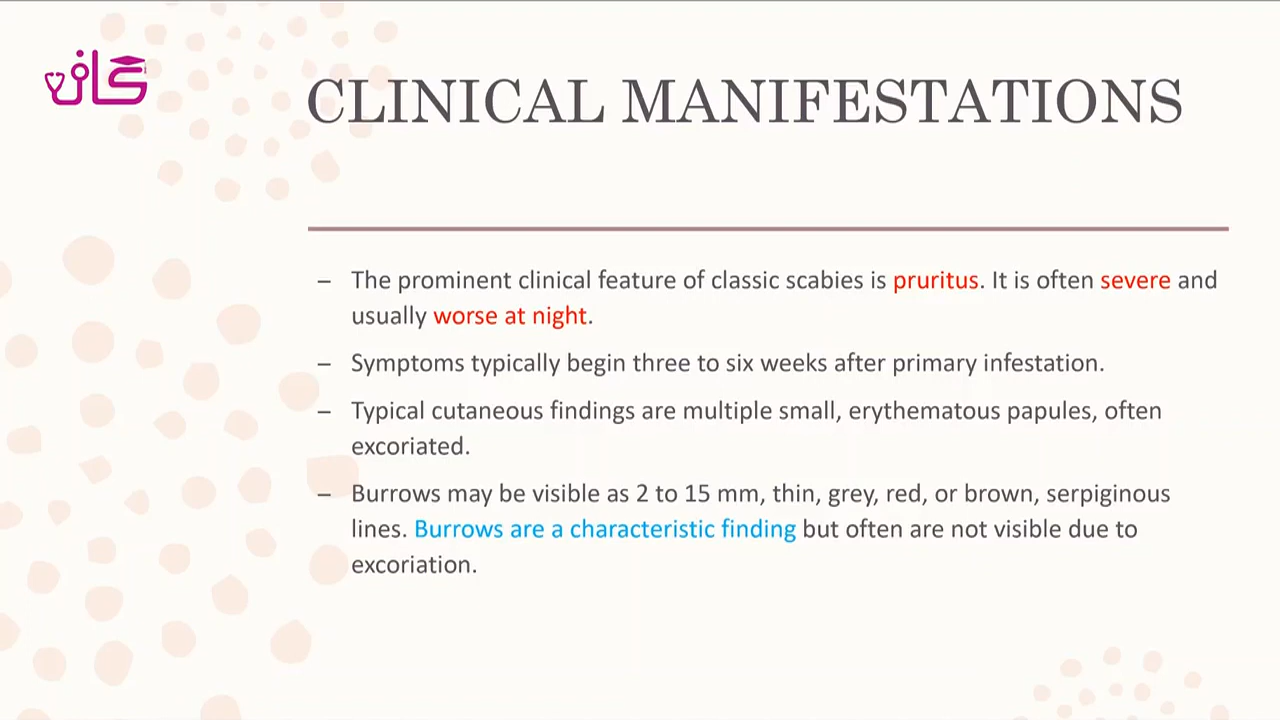 كان
CLINICAL MANIFESTATIONS
– The prominent clinical feature of classic scabies is pruritus. It is often severe and
usually worse at night.
– Symptoms typically begin three to six weeks after primary infestation.
– Typical cutaneous findings are multiple small, erythematous papules, often
excoriated.
– Burrows may be visible as 2 to 15 mm, thin, grey, red, or brown, serpiginous
lines. Burrows are a characteristic finding but often are not visible due to
excoriation.